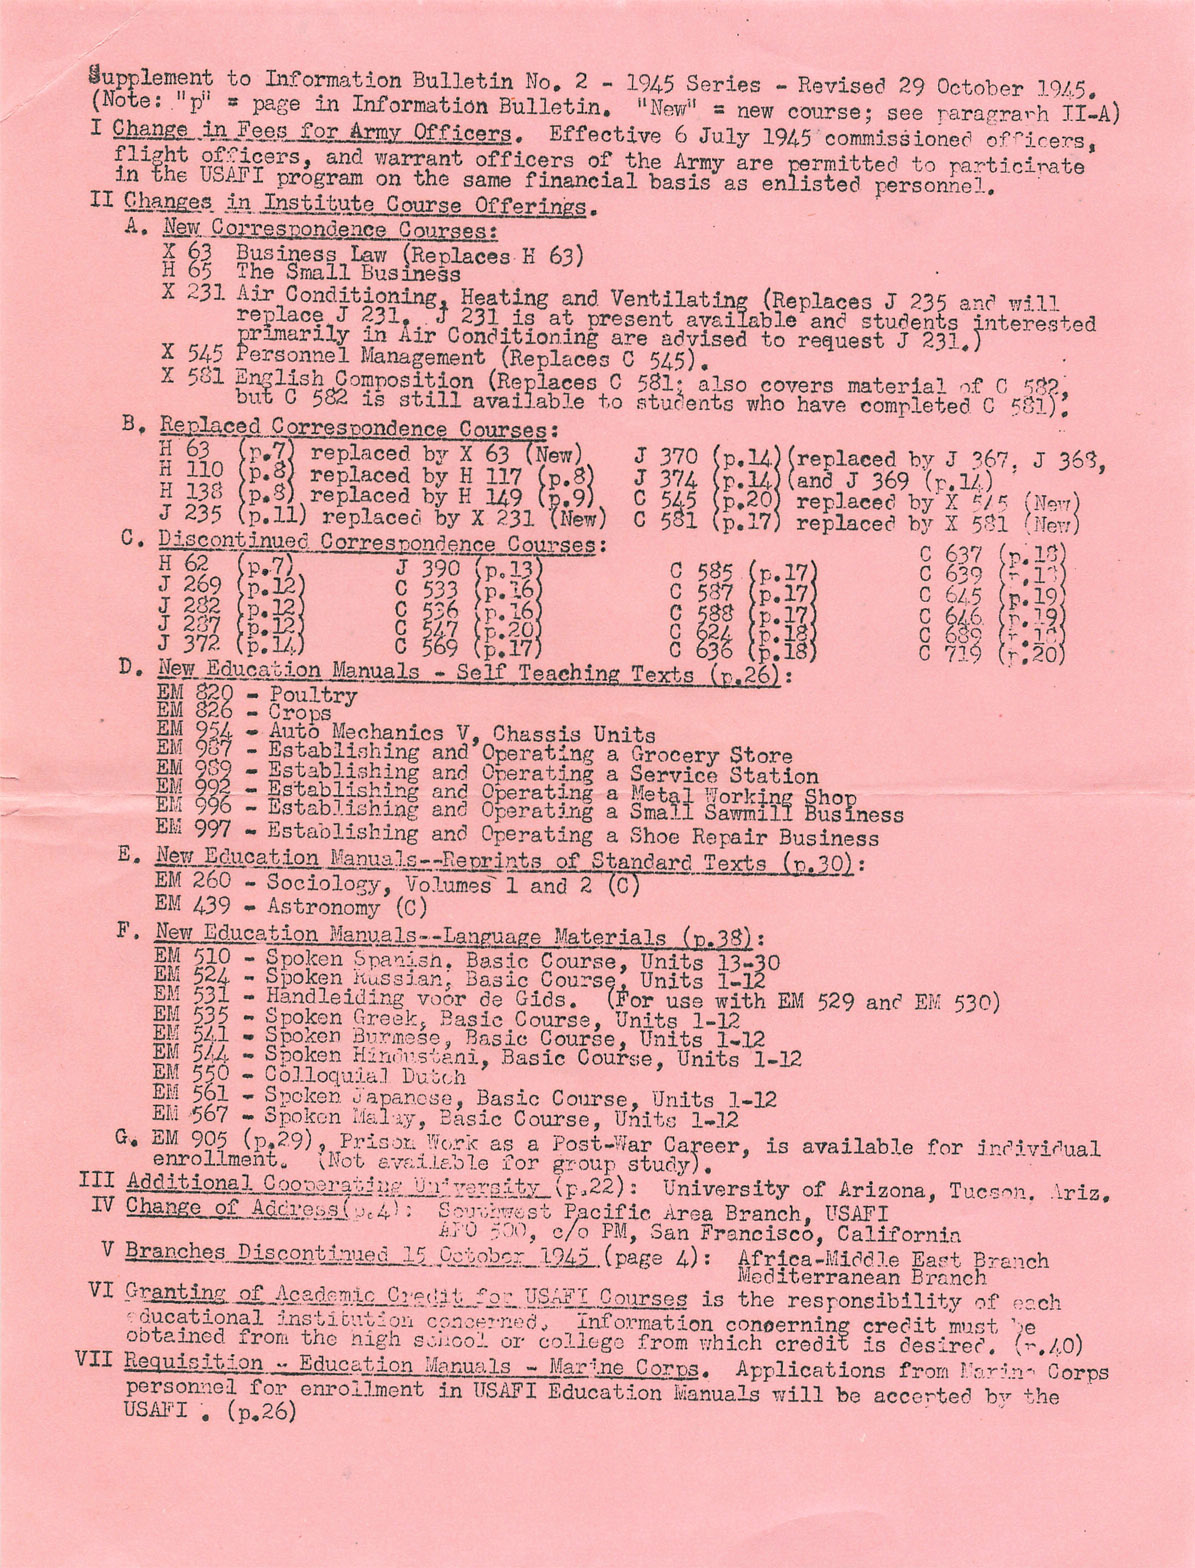 Supplement to Information Bulletin No. 2 - 1945 Series - Revised 29 October 1945.
(Note: "p" = page in Information Bulletin. "New" = new course; see paragraph II-A)
I Change in Fees for Army Officers. Effective 6 July 1945 commissioned officers,
flight officers, and warrant officers of the Army are permitted to participate
in the USAFI program on the same financial basis as enlisted personnel.
II Changes in Institute Course Offerings.
A. New Correspondence Courses:
X 63 Business Law (Replaces H 63)
H 65 The Small Business
X 231 Air Conditioning, Heating and Ventilating (Replaces J 235 and will
replace J 231. J 231 is at present available and students interested
primarily in Air Conditioning are advised to request J 231.)
X 545 Personnel Management (Replaces C 545).
X 581 English Composition (Replaces C 581; also covers material of C 582,
but C 582 is still available to students who have completed C 581).
B. Replaced Correspondence Courses:
H 63 (p.7) replaced by X 63 (New) J 370 (p.14)(replaced by J 367, J 368,
H 110 (p.8) replaced by H 117 (p.8) J 374 (p.14)(and J 369 (p.14)
H 138 (p.8) replaced by H 149 (p.9) C 545 (p.20) replaced by X 545 (New)
J 235 (p.11) replaced by X 231 (New) C 581 (p.17) replaced by X 581 (New)
C. Discontinued Correspondence Courses:
H 62 (p.7) J 390 (p.13) C 585 (p.17) C 637 (p.18)
J 269 (p.12) C 533 (p.16) C 587 (p.17) C 639 (p.18)
J 282 (p.12) C 536 (p.16) C 588 (p.17) C 645 (p.19)
J 287 (p.12) C 547 (p.20) C 624 (p.18) C 646 (p.19)
J 372 (p.14) C 569 (p.17) C 636 (p.18) C 689
C 719 (p.20)
D. New Education Manuals - Self Teaching Texts (p.26):
EM 820 - Poultry
EM 826 - Crops
EM 954 - Auto Mechanics V, Chassis Units
EM 987 - Establishing and Operating a Grocery Store
EM 989 - Establishing and Operating a Service Station
EM 992 - Establishing and Operating a Metal Working Shop
EM 996 - Establishing and Operating a Small Sawmill Business
EM 997 - Establishing and Operating a Shoe Repair Business
E. New Education Manuals--Reprints of Standard Texts (p.30):
EM 260 - Sociology, Volumes 1 and 2 (C)
EM 439 - Astronomy (C)
F. New Education Manuals--Language Materials (p.38):
EM 510 - Spoken Spanish, Basic Course, Units 13-30
EM 524 - Spoken Russian, Basic Course, Units 1-12
EM 531 - Handleiding voor de Gids. (For use with EM 529 and EM 530)
EM 535 - Spoken Greek, Basic Course, Units 1-12
EM 541 - Spoken Burmese, Basic Course, Units 1-12
EM 544 - Spoken Hindustani, Basic Course, Units 1-12
EM 550 - Colloquial Dutch
EM 561 - Spoken Japanese, Basic Course, Units 1-12
EM 567 - Spoken Malay, Basic Course, Units 1-12
G. EM 905 (p.29), Prison Work as a Post-War Career, is available for individual
enrollment. (Not available for group study).
III Additional Cooperating University (p.22): University of Arizona, Tucson, Ariz.
IV Change of Address(p.4): Southwest Pacific Area Branch, USAFI
APO 500, c/o PM, San Francisco, California
V Branches Discontinued 15 October 1945 (page 4): Africa-Middle East Branch
Mediterranean Branch
VI Granting of Academic Credit for USAFI Courses is the responsibility of each
educational institution concerned. Information concerning credit must be
obtained from the high school or college from which credit is desired. (p.40)
VII Requisition - Education Manuals - Marine Corps. Applications from Marine Corps
personnel for enrollment in USAFI Education Manuals will be accepted by the
USAFI . (p.26)